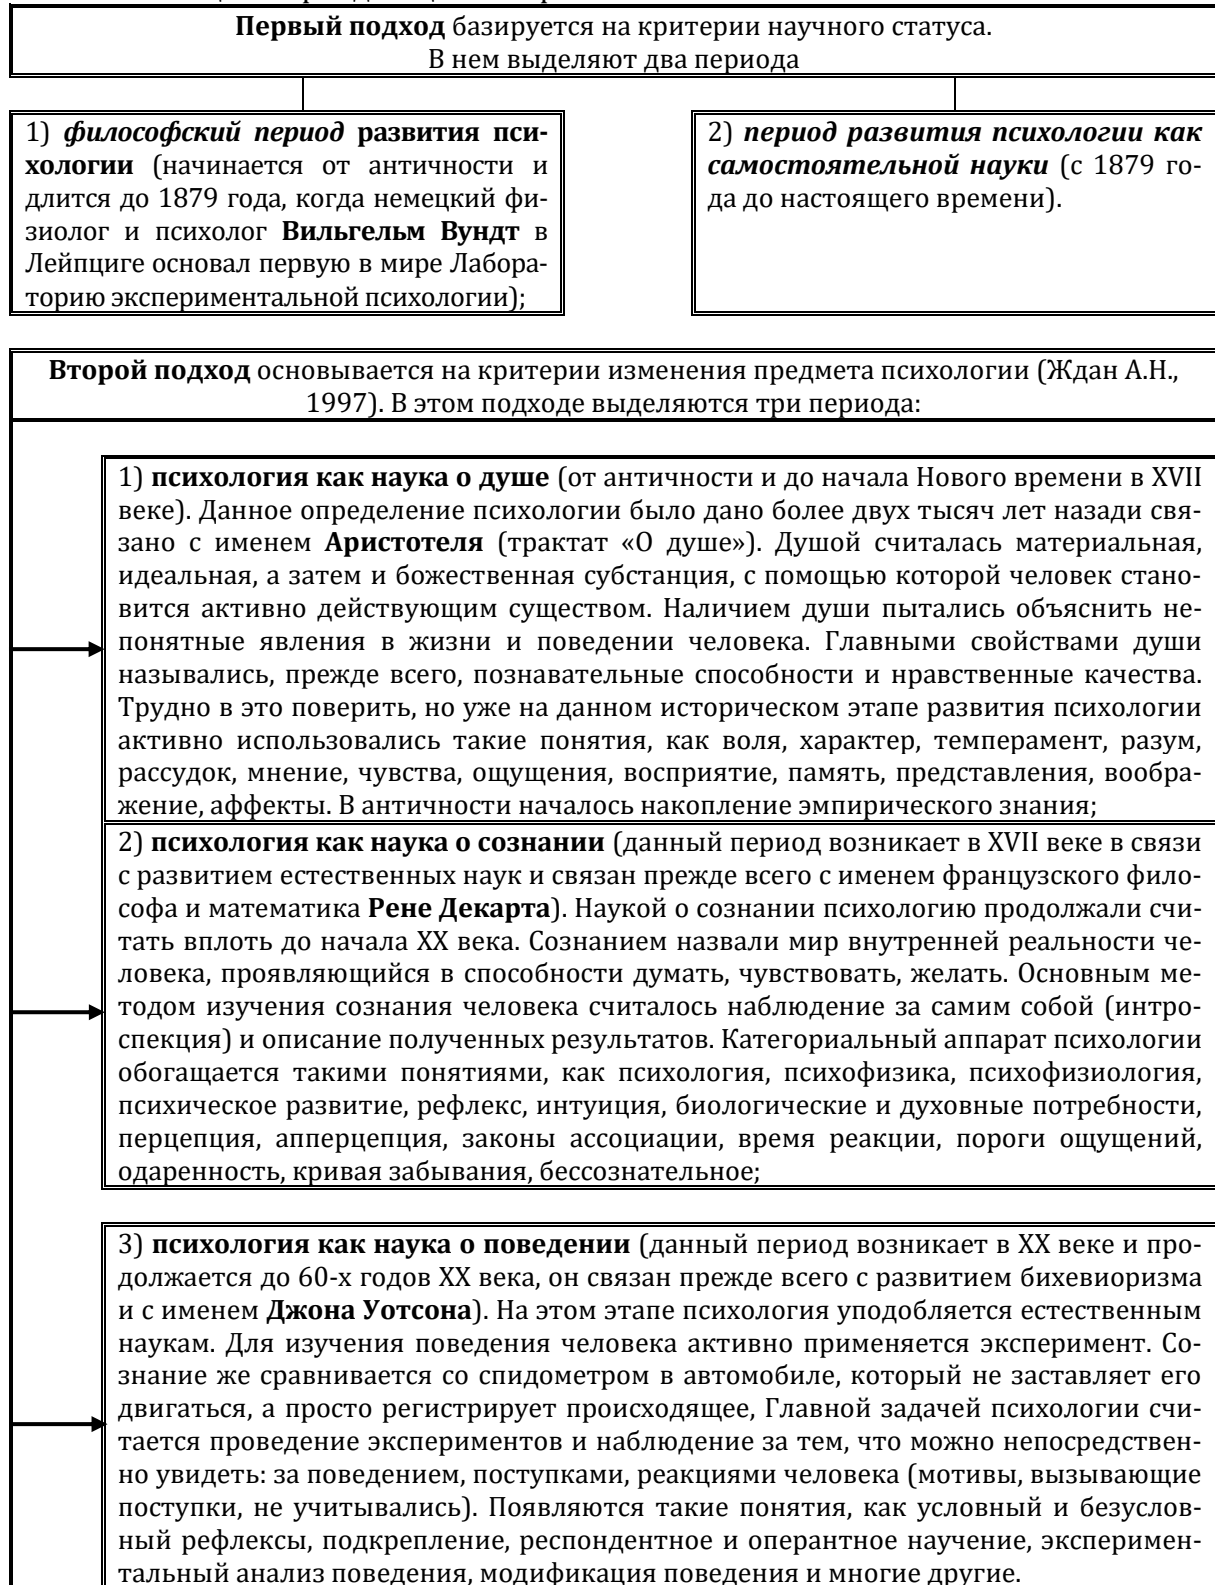 Первый подход базируется на критерии научного статуса.
В нем выделяют два периода
1) философский период развития пси-
хологии (начинается от античности и
длится до 1879 года, когда немецкий фи-
зиолог и психолог Вильгельм Вундт в
Лейпциге основал первую в мире Лабора-
торию экспериментальной психологии);
2) период развития психологии как
самостоятельной науки (с 1879 го-
да до настоящего времени).
Второй подход основывается на критерии изменения предмета психологии (Ждан А.Н.,
1997). В этом подходе выделяются три периода:
1) психология как наука о душе (от античности и до начала Нового времени в XVII
веке). Данное определение психологии было дано более двух тысяч лет назади свя-
зано с именем Аристотеля (трактат «О душе»). Душой считалась материальная,
идеальная, а затем и божественная субстанция, с помощью которой человек стано-
вится активно действующим существом. Наличием души пытались объяснить не-
понятные явления в жизни и поведении человека. Главными свойствами души
назывались, прежде всего, познавательные способности и нравственные качества.
Трудно в это поверить, но уже на данном историческом этапе развития психологии
активно использовались такие понятия, как воля, характер, темперамент, разум,
рассудок, мнение, чувства, ощущения, восприятие, память, представления, вообра-
жение, аффекты. В античности началось накопление эмпирического знания;
2) психология как наука о сознании (данный период возникает в XVII веке в связи
с развитием естественных наук и связан прежде всего с именем французского фило-
софа и математика Рене Декарта). Наукой о сознании психологию продолжали счи-
тать вплоть до начала XX века. Сознанием назвали мир внутренней реальности че-
ловека, проявляющийся в способности думать, чувствовать, желать. Основным ме-
тодом изучения сознания человека считалось наблюдение за самим собой (интро-
спекция) и описание полученных результатов. Категориальный аппарат психологии
обогащается такими понятиями, как психология, психофизика, психофизиология,
психическое развитие, рефлекс, интуиция, биологические и духовные потребности,
перцепция, апперцепция, законы ассоциации, время реакции, пороги ощущений,
одаренность, кривая забывания, бессознательное;
3) психология как наука о поведении (данный период возникает в XX веке и про-
должается до 60-х годов XX века, он связан прежде всего с развитием бихевиоризма
и с именем Джона Уотсона). На этом этапе психология уподобляется естественным
наукам. Для изучения поведения человека активно применяется эксперимент. Со-
знание же сравнивается со спидометром в автомобиле, который не заставляет его
двигаться, а просто регистрирует происходящее, Главной задачей психологии счи-
тается проведение экспериментов и наблюдение за тем, что можно непосредствен-
но увидеть: за поведением, поступками, реакциями человека (мотивы, вызывающие
поступки, не учитывались). Появляются такие понятия, как условный и безуслов-
ный рефлексы, подкрепление, респондентное и оперантное научение, эксперимен-
тальный анализ поведения, модификация поведения и многие другие.